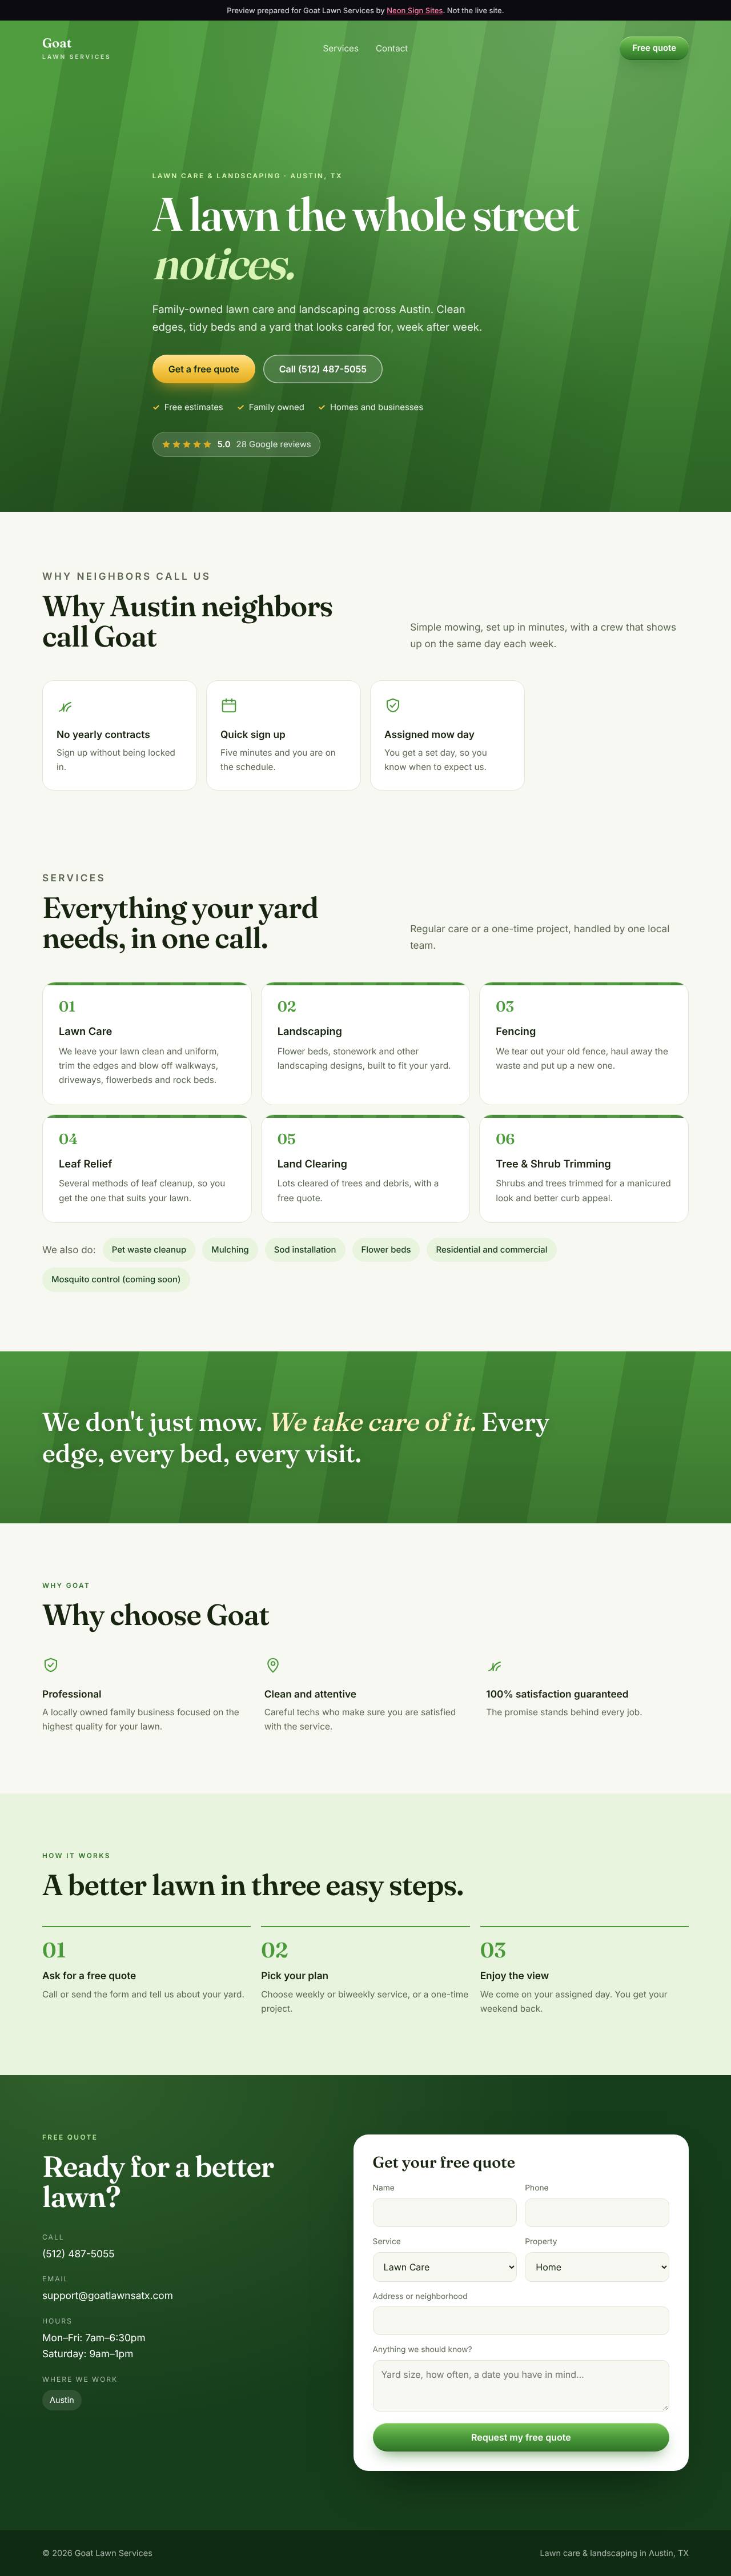 Preview prepared for Goat Lawn Services by Neon Sign Sites. Not the live site.
Goat
LAWN SERVICES
Services
Contact
Free quote
LAWN CARE & LANDSCAPING · AUSTIN, TX
A lawn the whole street
notices.
Family-owned lawn care and landscaping across Austin. Clean
edges, tidy beds and a yard that looks cared for, week after week.
Get a free quote
Call (512) 487-5055
✓ Free estimates
✓ Family owned
✓ Homes and businesses
★★★★★ 5.0 28 Google reviews
WHY NEIGHBORS CALL US
Why Austin neighbors
call Goat
Simple mowing, set up in minutes, with a crew that shows
up on the same day each week.
No yearly contracts
Sign up without being locked
in.
Quick sign up
Five minutes and you are on
the schedule.
Assigned mow day
You get a set day, so you
know when to expect us.
SERVICES
Everything your yard
needs, in one call.
Regular care or a one-time project, handled by one local
team.
01
Lawn Care
We leave your lawn clean and uniform,
trim the edges and blow off walkways,
driveways, flowerbeds and rock beds.
02
Landscaping
Flower beds, stonework and other
landscaping designs, built to fit your yard.
03
Fencing
We tear out your old fence, haul away the
waste and put up a new one.
04
Leaf Relief
Several methods of leaf cleanup, so you
get the one that suits your lawn.
05
Land Clearing
Lots cleared of trees and debris, with a
free quote.
06
Tree & Shrub Trimming
Shrubs and trees trimmed for a manicured
look and better curb appeal.
We also do:
Pet waste cleanup
Mulching
Sod installation
Flower beds
Residential and commercial
Mosquito control (coming soon)
We don't just mow. We take care of it. Every
edge, every bed, every visit.
WHY GOAT
Why choose Goat
Professional
A locally owned family business focused on the
highest quality for your lawn.
Clean and attentive
Careful techs who make sure you are satisfied
with the service.
100% satisfaction guaranteed
The promise stands behind every job.
HOW IT WORKS
A better lawn in three easy steps.
01
Ask for a free quote
Call or send the form and tell us about your yard.
02
Pick your plan
Choose weekly or biweekly service, or a one-time
project.
03
Enjoy the view
We come on your assigned day. You get your
weekend back.
FREE QUOTE
Ready for a better
lawn?
CALL
(512) 487-5055
EMAIL
support@goatlawnsatx.com
HOURS
Mon–Fri: 7am–6:30pm
Saturday: 9am–1pm
WHERE WE WORK
Austin
Get your free quote
Name
Phone
Service
Property
Lawn Care
Home
Address or neighborhood
Anything we should know?
Yard size, how often, a date you have in mind...
Request my free quote
© 2026 Goat Lawn Services
Lawn care & landscaping in Austin, TX